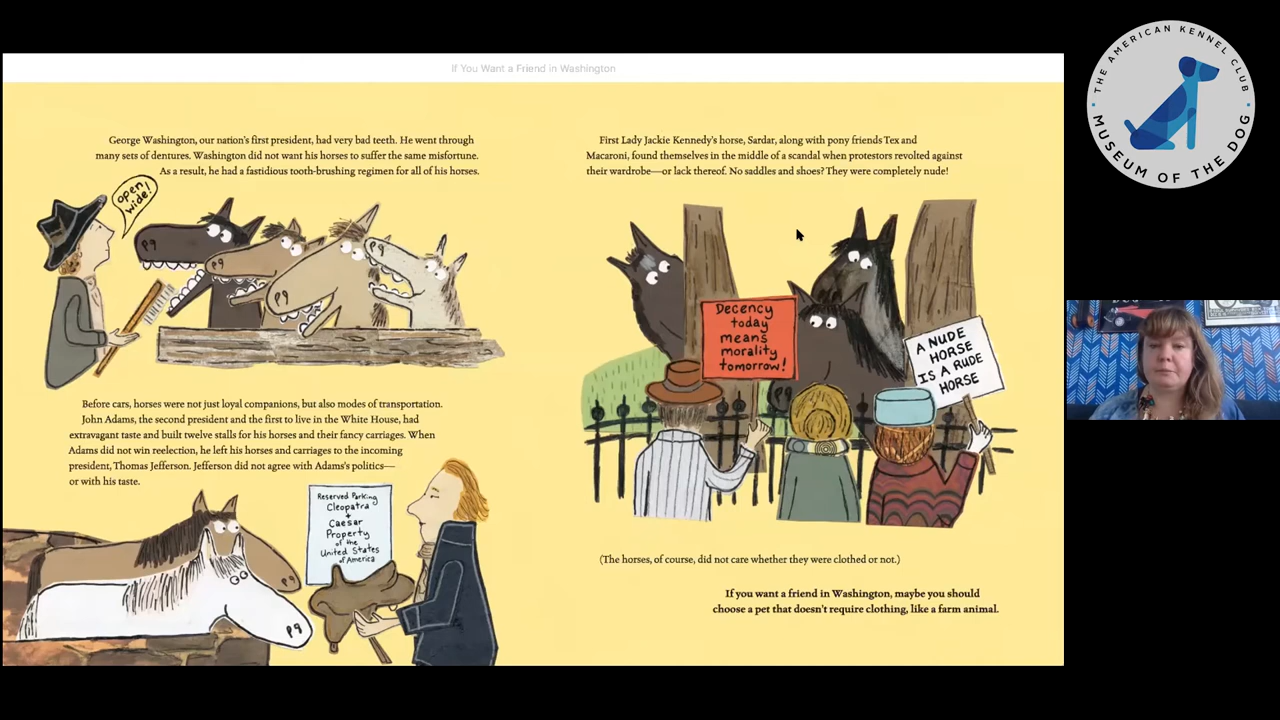 If You Want a Friend in Washington
George Washington, our nation's first president, had very bad teeth. He went through
many sets of dentures. Washington did not want his horses to suffer the same misfortune.
As a result, he had a fastidious tooth-brushing regimen for all of his horses.
open
wide!
Before cars, horses were not just loyal companions, but also modes of transportation.
John Adams, the second president and the first to live in the White House, had
extravagant taste and built twelve stalls for his horses and their fancy carriages. When
Adams did not win reelection, he left his horses and carriages to the incoming
president, Thomas Jefferson. Jefferson did not agree with Adams's politics—
or with his taste.
Reserved Parking
Cleopatra
+
Caesar
Property
of the
United States
of America
First Lady Jackie Kennedy's horse, Sardar, along with pony friends Tex and
Macaroni, found themselves in the middle of a scandal when protestors revolted against
their wardrobe—or lack thereof. No saddles and shoes? They were completely nude!
Decency
today
means
morality
tomorrow!
A NUDE
HORSE
IS A RUDE
HORSE
(The horses, of course, did not care whether they were clothed or not.)
If you want a friend in Washington, maybe you should
choose a pet that doesn't require clothing, like a farm animal.
THE AMERICAN KENNEL CLUB
MUSEUM OF THE DOG